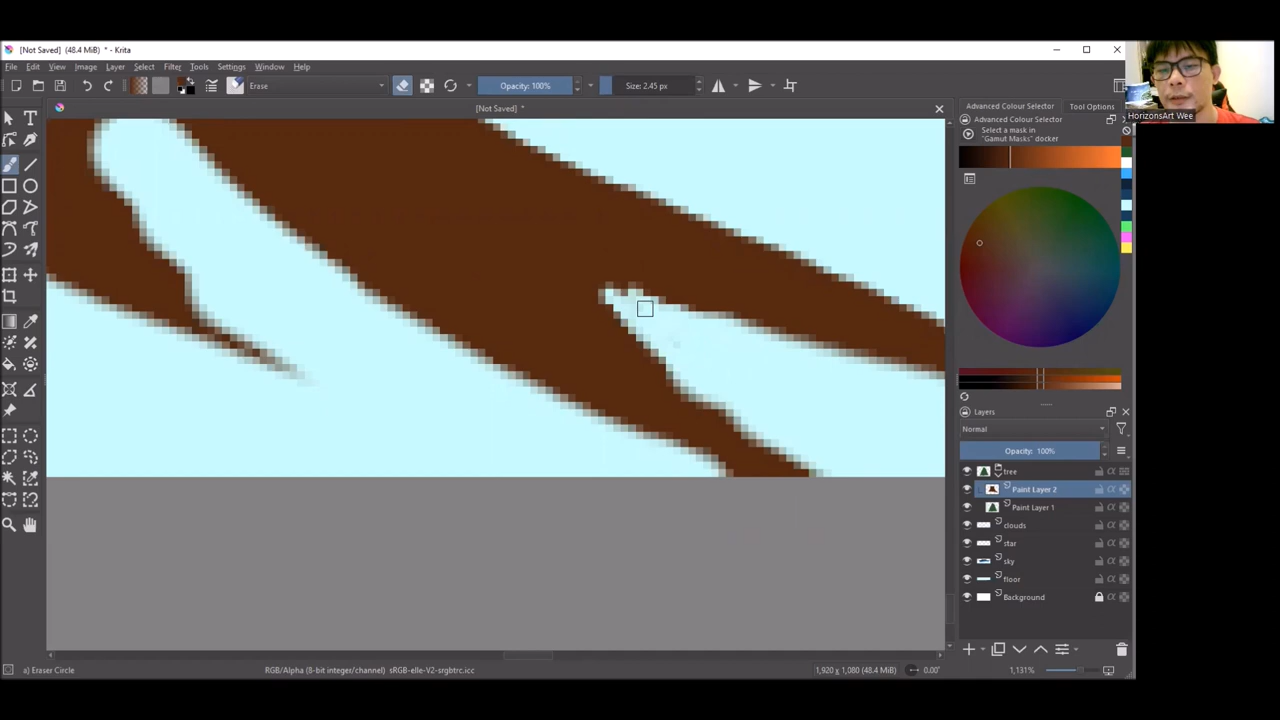 [Not Saved] (48.4 MiB) * - Krita
File Edit View Image Layer Select Filter Tools Settings Window Help
HorizonsArt Wee
Erase
Opacity: 100%
Size: 2.45 px
[Not Saved] *
Advanced Colour Selector
Tool Options
Advanced Colour Selector
Select a mask in
"Gamut Masks" docker
Layers
Normal
Opacity: 100%
tree
Paint Layer 2
Paint Layer 1
clouds
star
sky
floor
Background
a) Eraser Circle
RGB/Alpha (8-bit integer/channel) sRGB-elle-V2-srgbtrc.icc
1,920 x 1,080 (48.4 MiB)
0.00°
1,131%